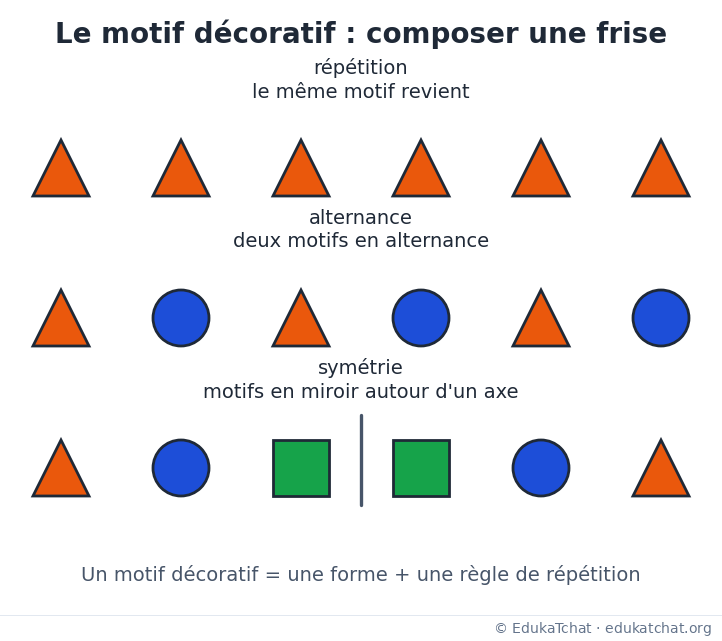 Le motif décoratif : composer une frise
répétition
le même motif revient
alternance
deux motifs en alternance
symétrie
motifs en miroir autour d'un axe
Un motif décoratif = une forme + une règle de répétition
© EdukaTchat · edukatchat.org